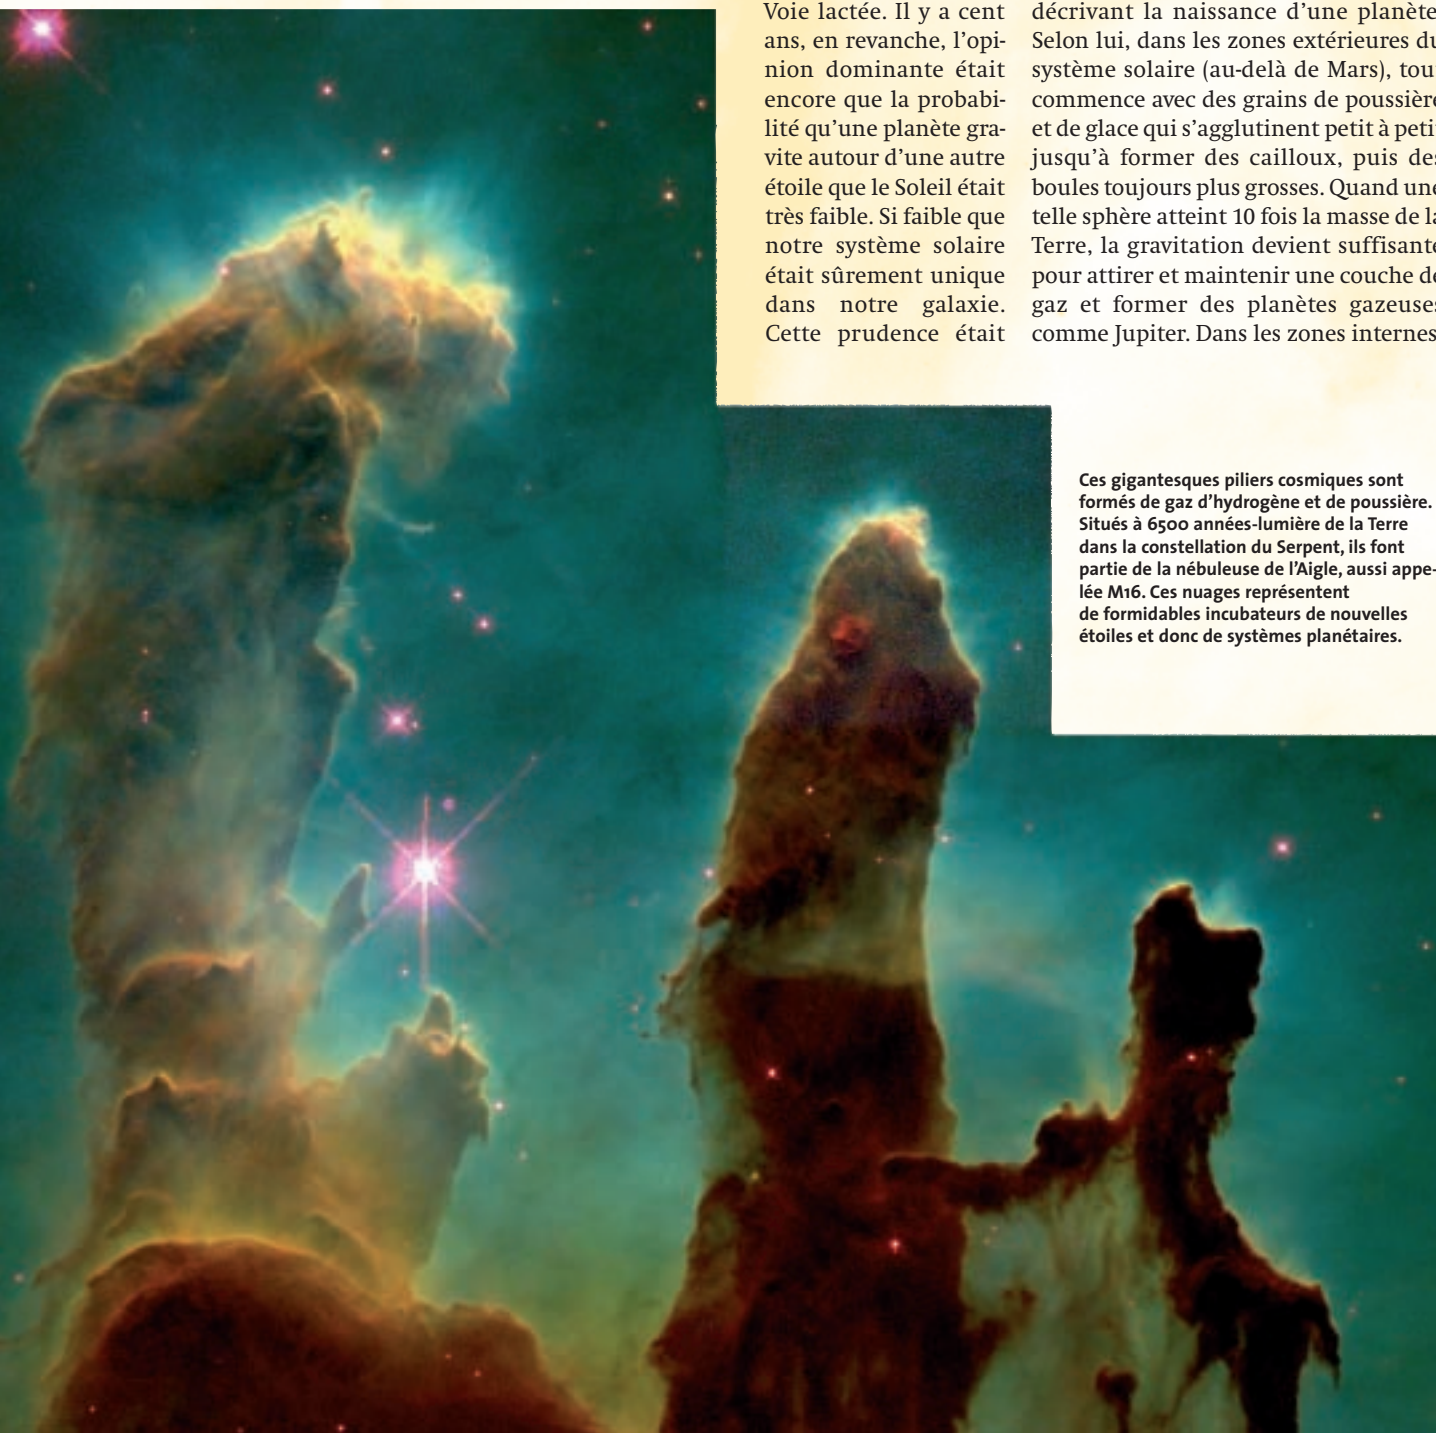 Voie lactée. Il y a cent
ans, en revanche, l’opi-
nion dominante était
encore que la probabi-
lité qu’une planète gra-
vite autour d’une autre
étoile que le Soleil était
très faible. Si faible que
notre système solaire
était sûrement unique
dans notre galaxie.
Cette prudence était
décrivant la naissance d’une planète
Selon lui, dans les zones extérieures du
système solaire (au-delà de Mars), tout
commence avec des grains de poussière
et de glace qui s’agglutinent petit à petit
jusqu’à former des cailloux, puis des
boules toujours plus grosses. Quand une
telle sphère atteint 10 fois la masse de la
Terre, la gravitation devient suffisante
pour attirer et maintenir une couche de
gaz et former des planètes gazeuses
comme Jupiter. Dans les zones internes
Ces gigantesques piliers cosmiques sont
formés de gaz d’hydrogène et de poussière.
Situés à 6500 années-lumière de la Terre
dans la constellation du Serpent, ils font
partie de la nébuleuse de l’Aigle, aussi appe-
lée M16. Ces nuages représentent
de formidables incubateurs de nouvelles
étoiles et donc de systèmes planétaires.